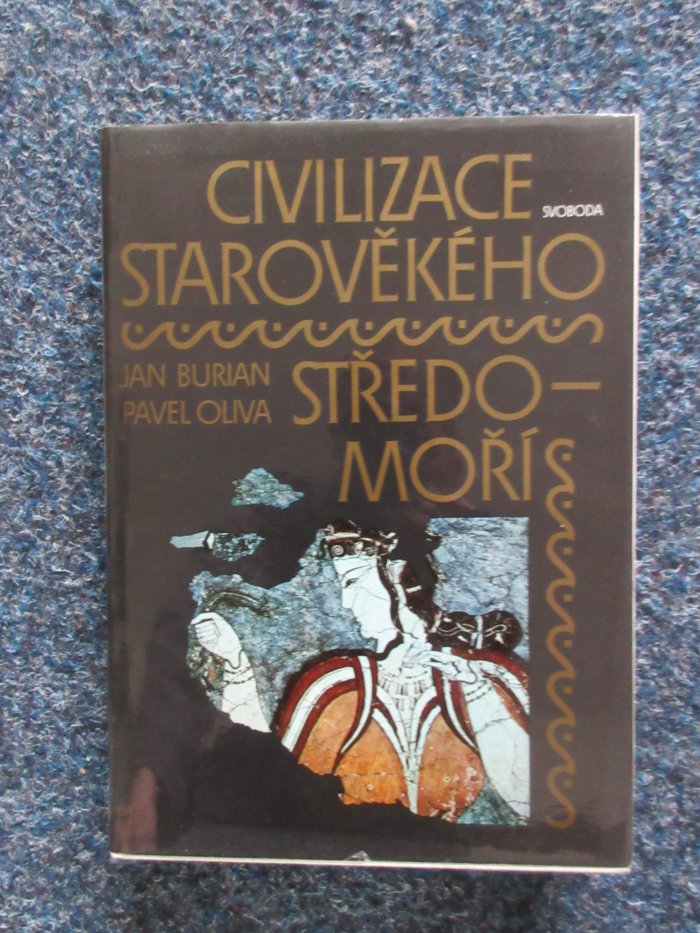 CIVILIZACE
SVOBODA
STAROVĚKÉHO
JAN BURIAN
PAVEL OLIVA
STŘEDO–
MOŘÍ